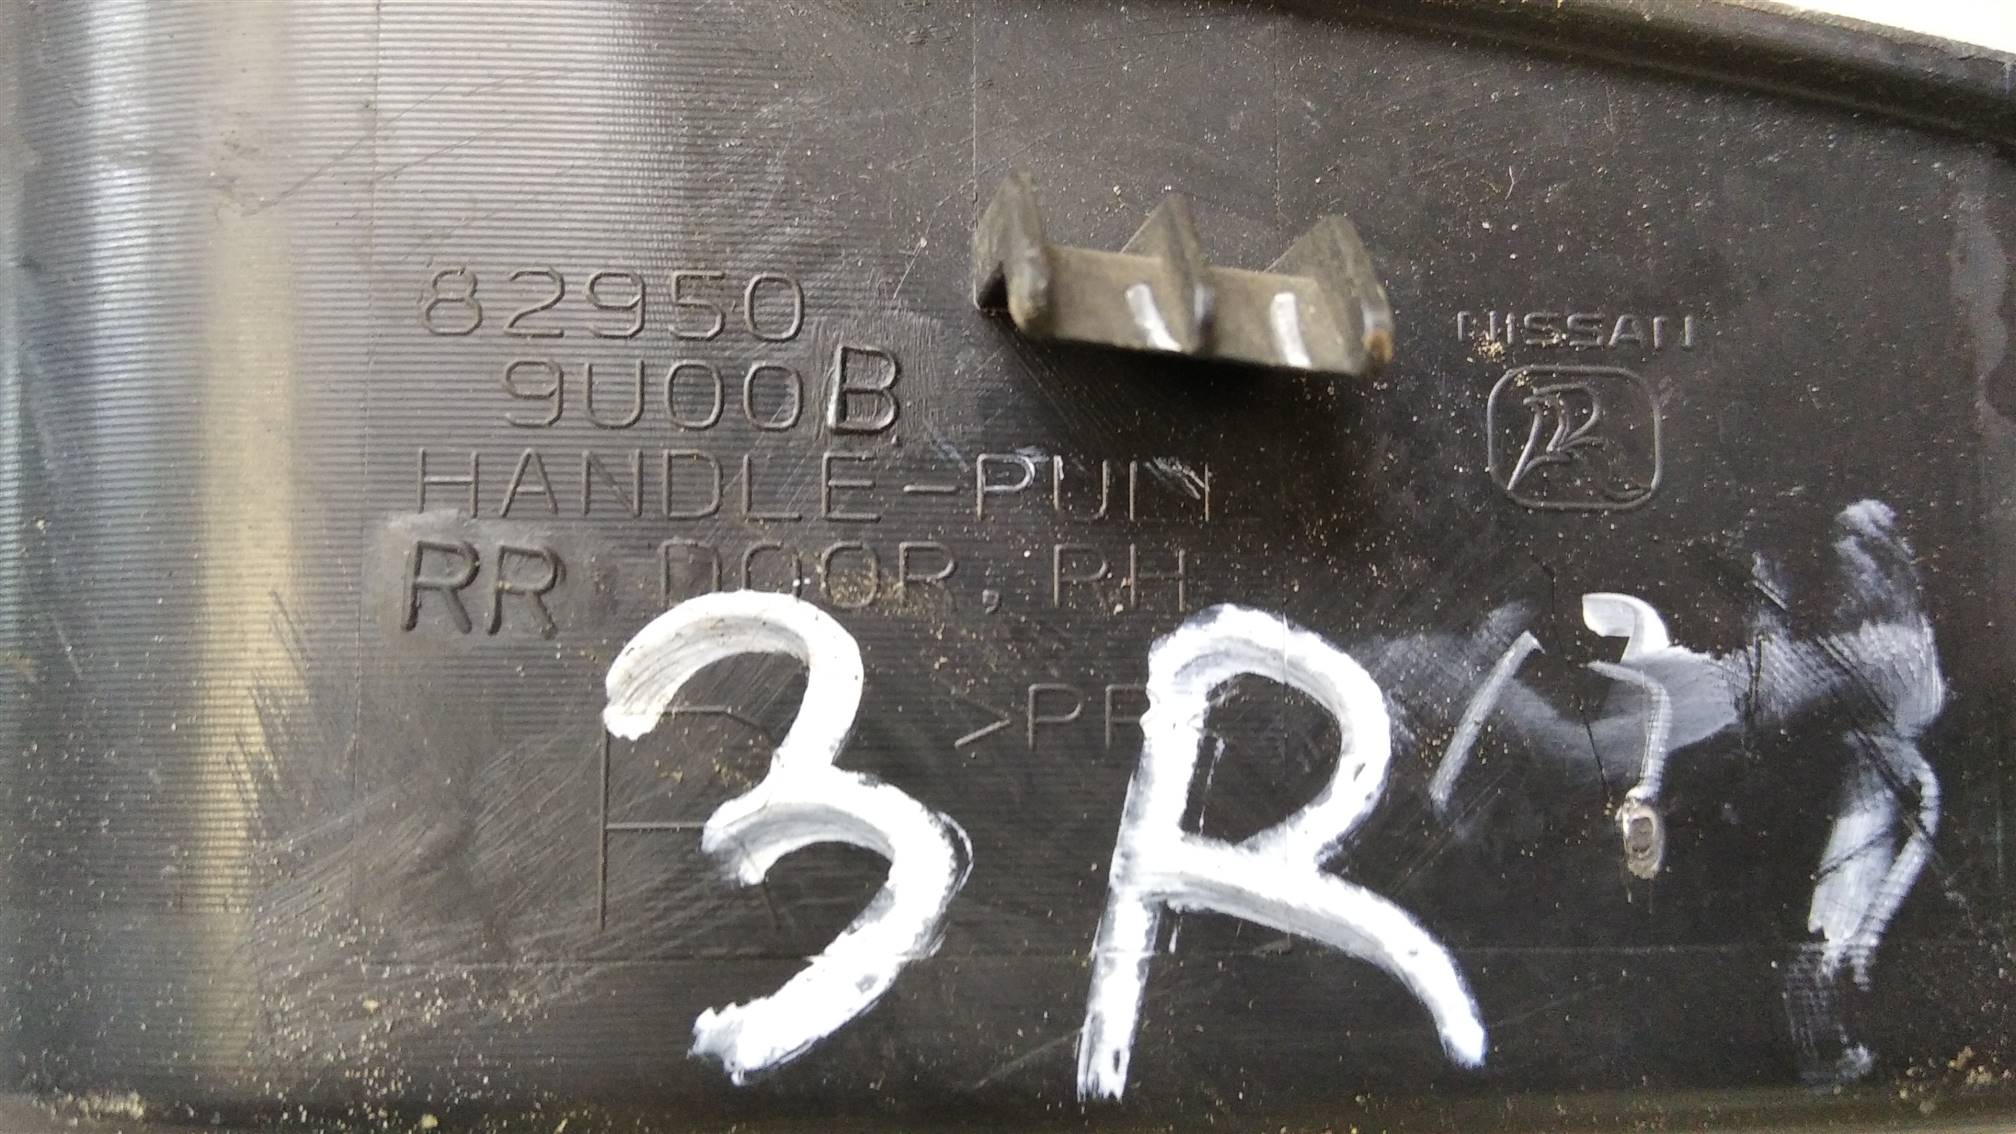 82950
9U00B
NISSAN
HANDLE-PULL
RR DOOR, RH
>PP
R
3R